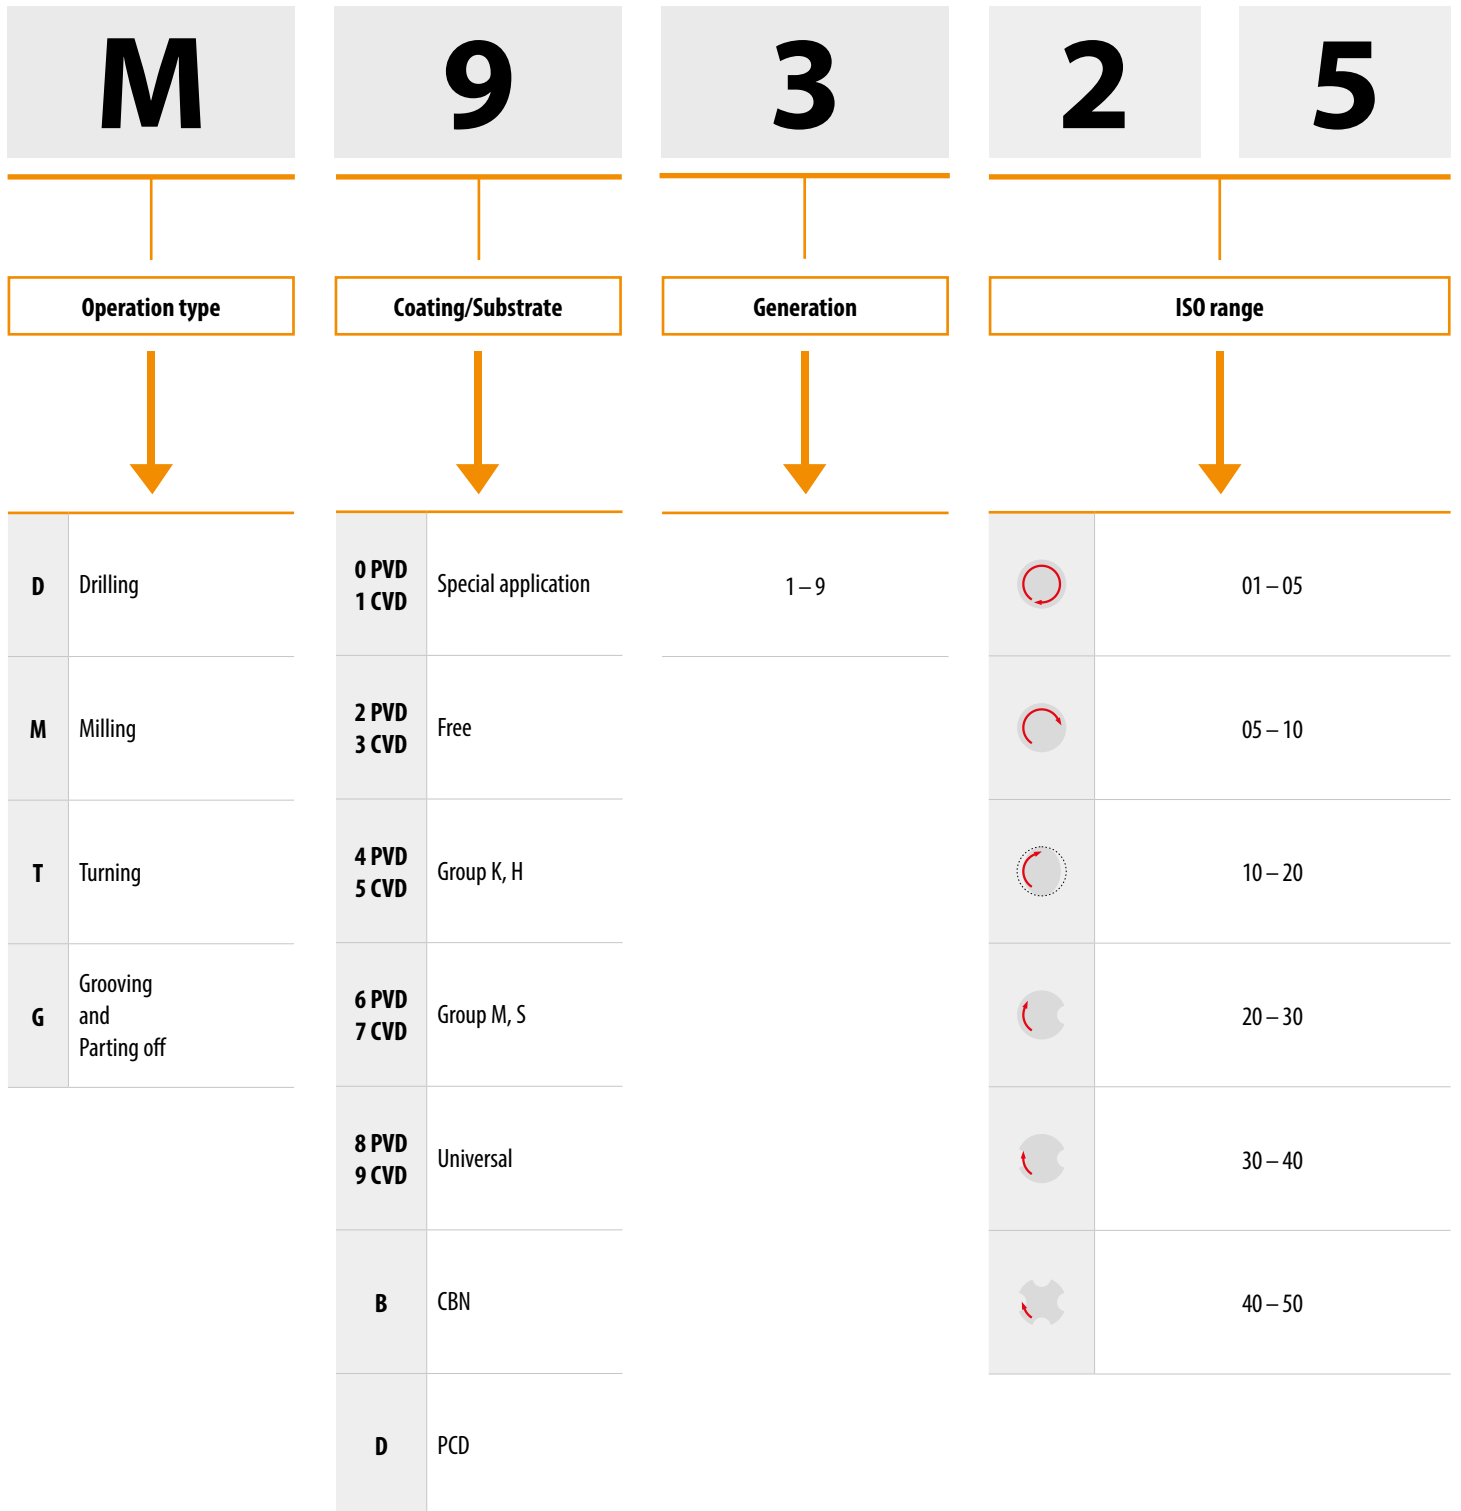 M 9 3 2 5
Operation type
Coating/Substrate
Generation
ISO range
D Drilling
M Milling
T Turning
G Grooving
and
Parting off
0 PVD
1 CVD
Special application
2 PVD
3 CVD
Free
4 PVD
5 CVD
Group K, H
6 PVD
7 CVD
Group M, S
8 PVD
9 CVD
Universal
B CBN
D PCD
1 – 9
01 – 05
05 – 10
10 – 20
20 – 30
30 – 40
40 – 50